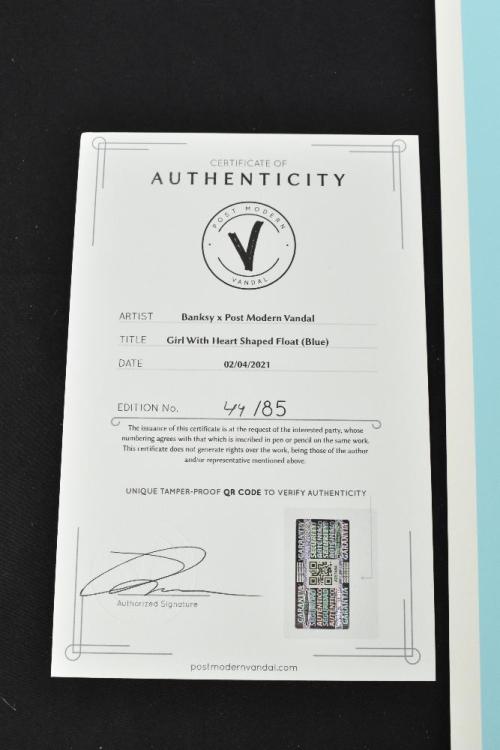 CERTIFICATE OF
AUTHENTICITY
POST MODERN
V
VANDAL
ARTIST Banksy x Post Modern Vandal
TITLE Girl With Heart Shaped Float (Blue)
DATE 02/04/2021
EDITION No. 44/85
The issuance of this certificate is at the request of the interested party, whose
numbering agrees with that which is inscribed in pen or pencil on the same work.
This certificate does not generate rights over the work, being those of the author
and/or representative mentioned above.
UNIQUE TAMPER-PROOF QR CODE TO VERIFY AUTHENTICITY
GARANTIA
SECURITY
AUTENTICO
GARANTIA
Authorized Signature
postmodernvandal.com